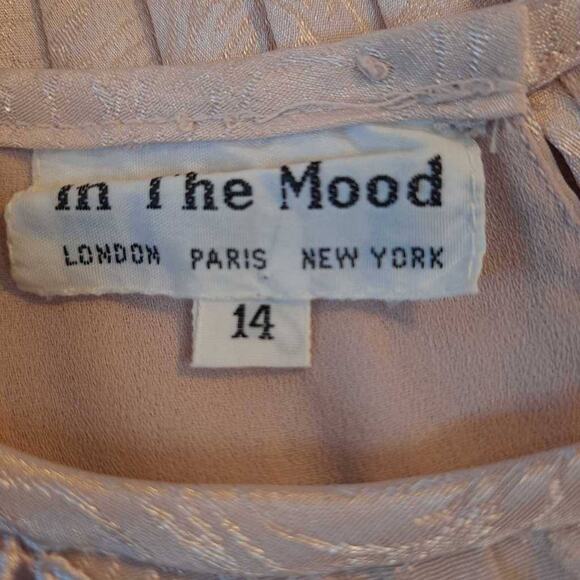 In The Mood
LONDON PARIS NEW YORK
14